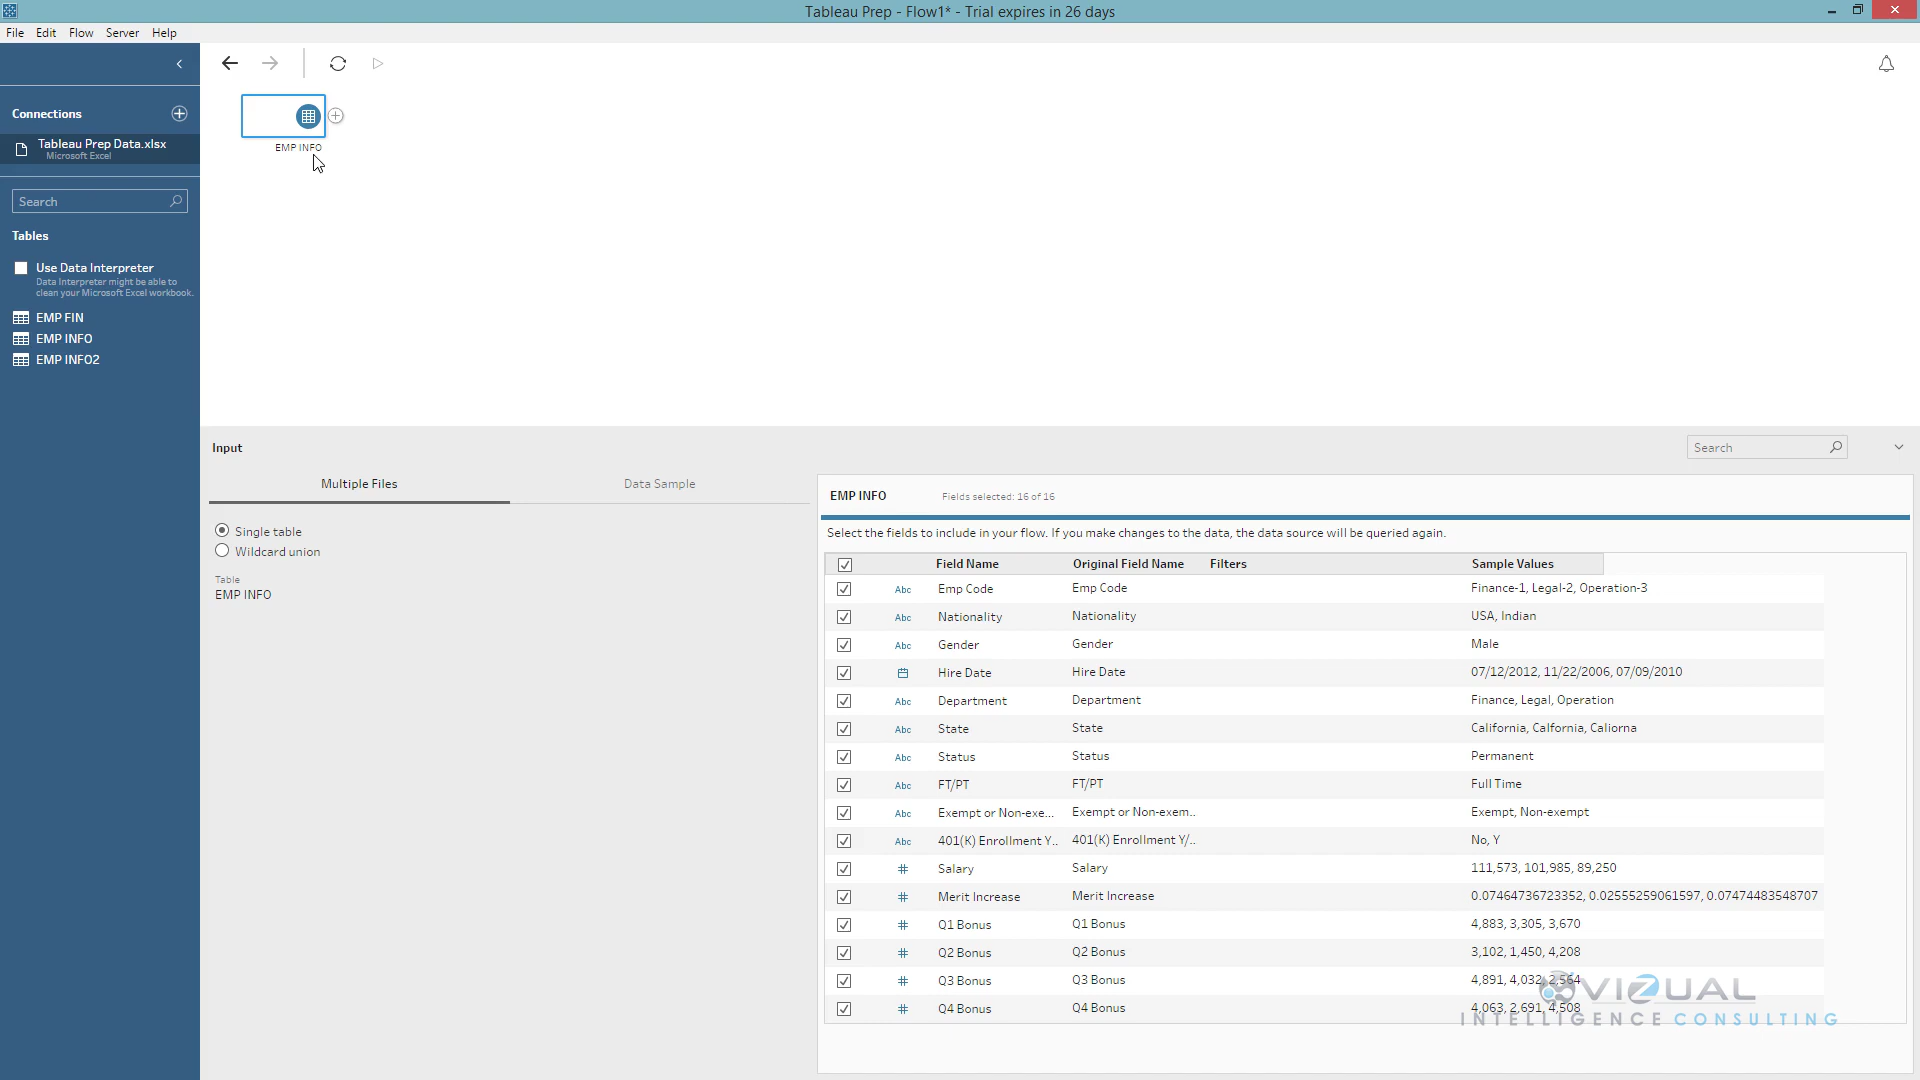 Tableau Prep - Flow1* - Trial expires in 26 days
File Edit Flow Server Help
Connections
Tableau Prep Data.xlsx
Microsoft Excel
EMP INFO
Search
Tables
Use Data Interpreter
Data Interpreter might be able to
clean your Microsoft Excel workbook.
EMP FIN
EMP INFO
EMP INFO2
Input
Search
Multiple Files
Data Sample
Single table
Wildcard union
Table
EMP INFO
EMP INFO Fields selected: 16 of 16
Select the fields to include in your flow. If you make changes to the data, the data source will be queried again.
Field Name Original Field Name Filters Sample Values
Abc Emp Code Emp Code Finance-1, Legal-2, Operation-3
Abc Nationality Nationality USA, Indian
Abc Gender Gender Male
Hire Date Hire Date 07/12/2012, 11/22/2006, 07/09/2010
Abc Department Department Finance, Legal, Operation
Abc State State California, Calfornia, Caliorna
Abc Status Status Permanent
Abc FT/PT FT/PT Full Time
Abc Exempt or Non-exe... Exempt or Non-exem.. Exempt, Non-exempt
Abc 401(K) Enrollment Y.. 401(K) Enrollment Y/.. No, Y
# Salary Salary 111,573, 101,985, 89,250
# Merit Increase Merit Increase 0.07464736723352, 0.02555259061597, 0.07474483548707
# Q1 Bonus Q1 Bonus 4,883, 3,305, 3,670
# Q2 Bonus Q2 Bonus 3,102, 1,450, 4,208
# Q3 Bonus Q3 Bonus 4,891, 4,032, 2,564
# Q4 Bonus Q4 Bonus 4,063, 2,691, 4,508
VIZUAL
INTELLIGENCE CONSULTING